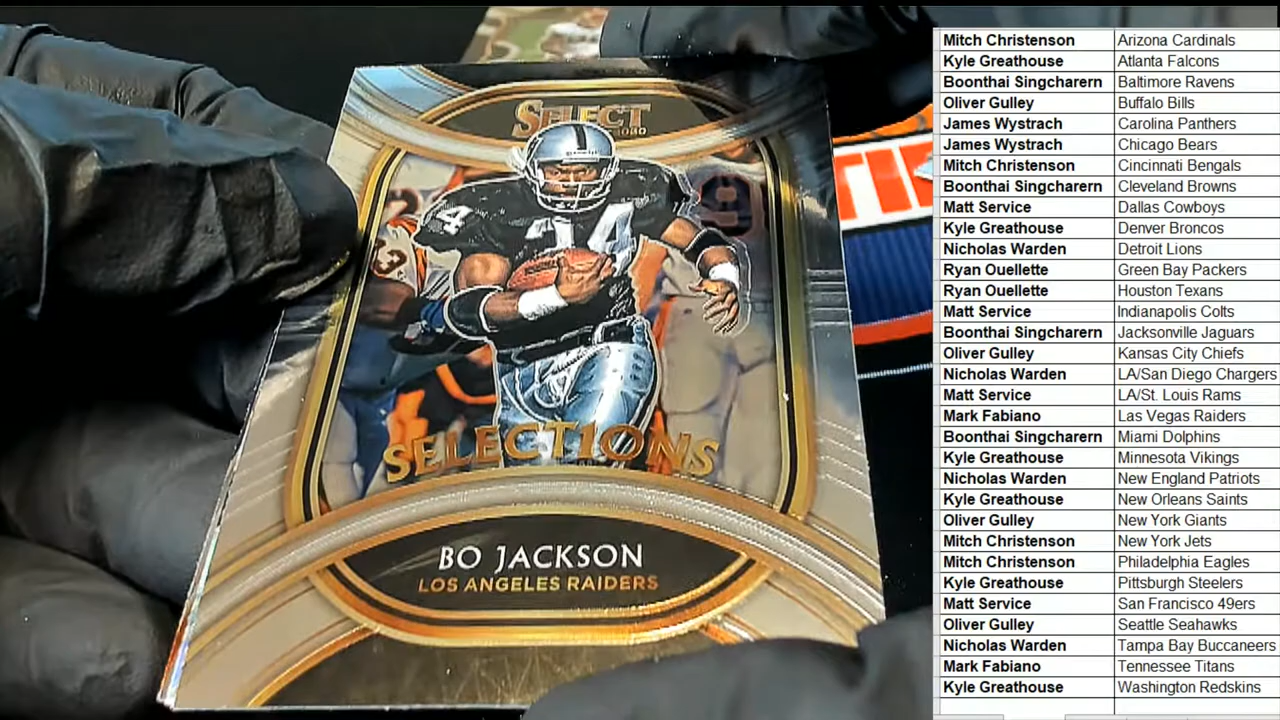 SELECT
34
SELECT1ONS
BO JACKSON
LOS ANGELES RAIDERS
Mitch Christenson Arizona Cardinals
Kyle Greathouse Atlanta Falcons
Boonthai Singcharern Baltimore Ravens
Oliver Gulley Buffalo Bills
James Wystrach Carolina Panthers
James Wystrach Chicago Bears
Mitch Christenson Cincinnati Bengals
Boonthai Singcharern Cleveland Browns
Matt Service Dallas Cowboys
Kyle Greathouse Denver Broncos
Nicholas Warden Detroit Lions
Ryan Ouellette Green Bay Packers
Ryan Ouellette Houston Texans
Matt Service Indianapolis Colts
Boonthai Singcharern Jacksonville Jaguars
Oliver Gulley Kansas City Chiefs
Nicholas Warden LA/San Diego Chargers
Matt Service LA/St. Louis Rams
Mark Fabiano Las Vegas Raiders
Boonthai Singcharern Miami Dolphins
Kyle Greathouse Minnesota Vikings
Nicholas Warden New England Patriots
Kyle Greathouse New Orleans Saints
Oliver Gulley New York Giants
Mitch Christenson New York Jets
Mitch Christenson Philadelphia Eagles
Kyle Greathouse Pittsburgh Steelers
Matt Service San Francisco 49ers
Oliver Gulley Seattle Seahawks
Nicholas Warden Tampa Bay Buccaneers
Mark Fabiano Tennessee Titans
Kyle Greathouse Washington Redskins